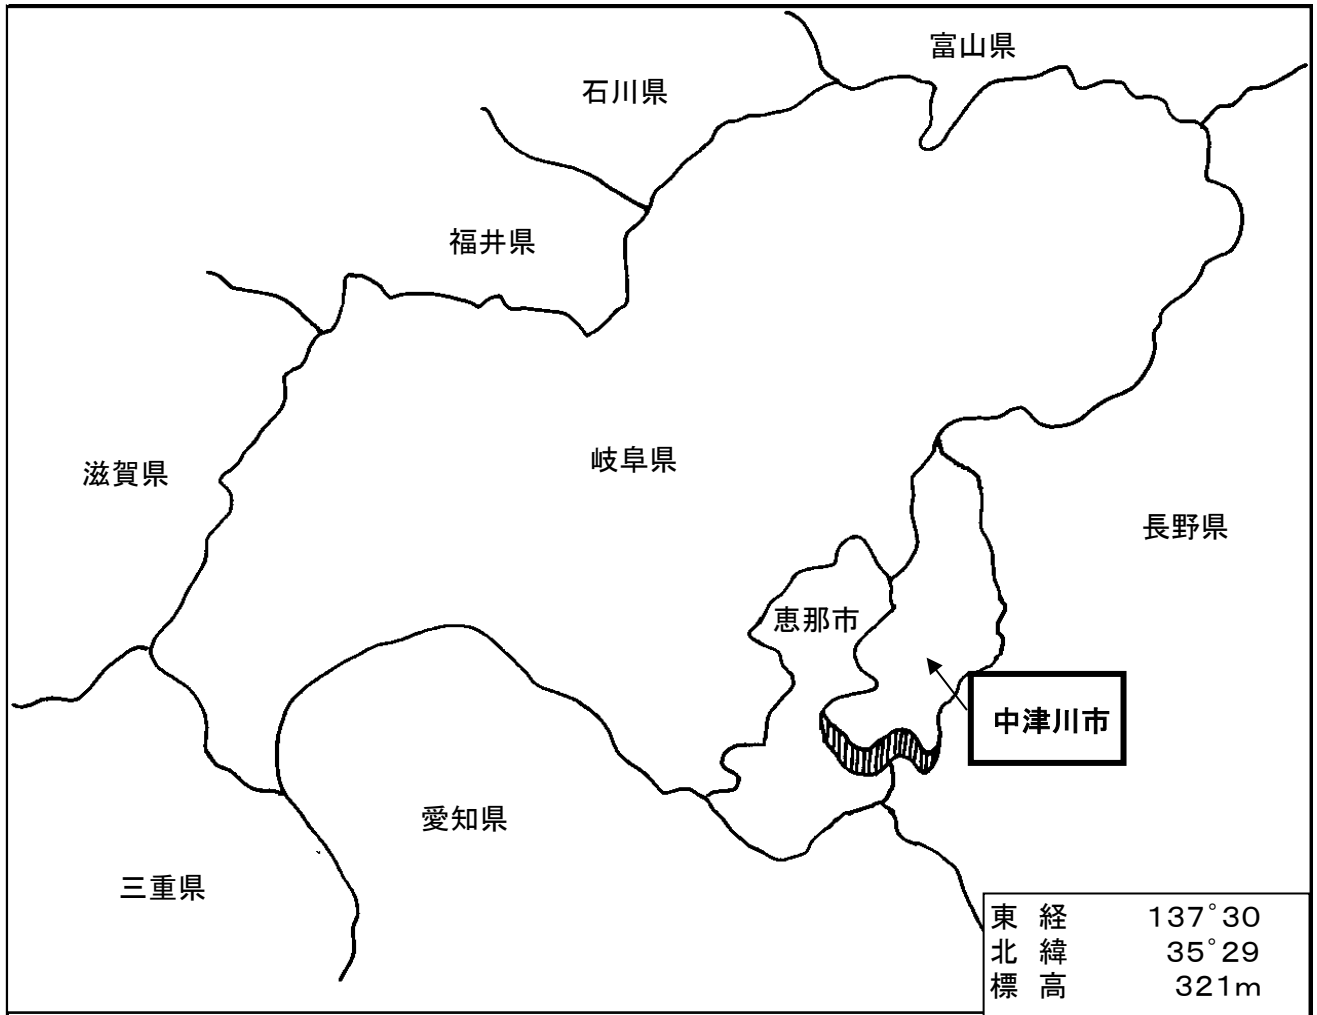 富山県
石川県
福井県
岐阜県
滋賀県
長野県
恵那市
中津川市
愛知県
三重県
東 経 137°30
北 緯 35°29
標 高 321m